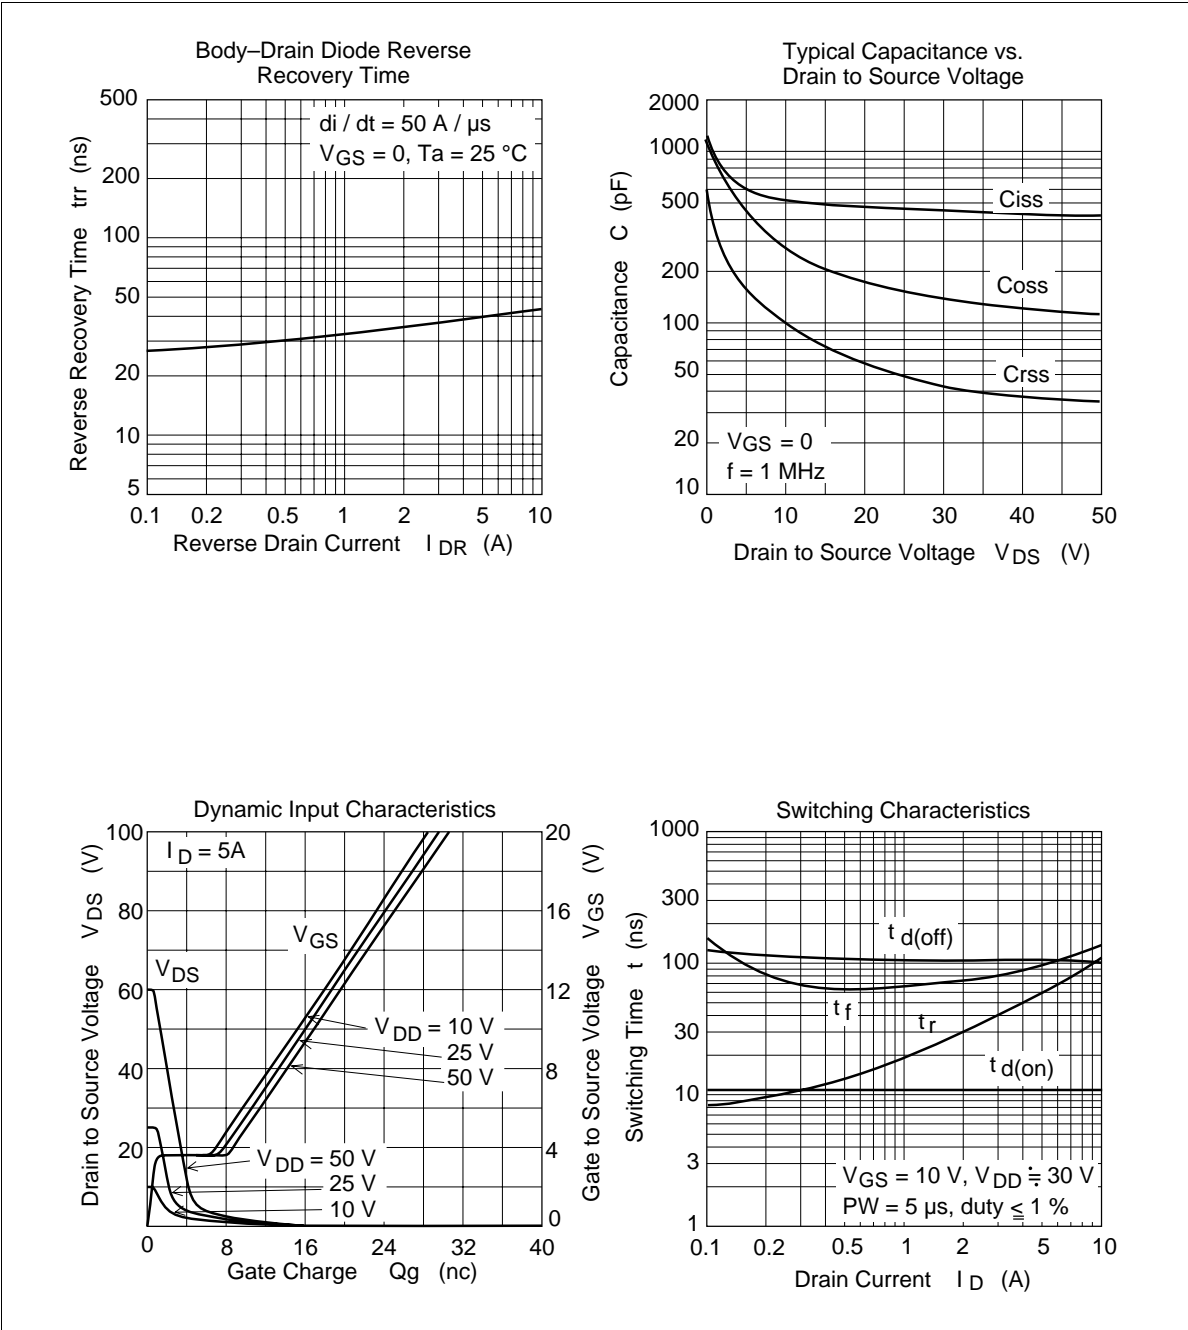 Body–Drain Diode Reverse
Recovery Time
500
200
100
50
20
10
5
Reverse Recovery Time trr (ns)
di / dt = 50 A / µs
VGS = 0, Ta = 25 °C
0.1 0.2 0.5 1 2 5 10
Reverse Drain Current I DR (A)
Typical Capacitance vs.
Drain to Source Voltage
2000
1000
500
200
100
50
20
10
Capacitance C (pF)
Ciss
Coss
Crss
VGS = 0
f = 1 MHz
0 10 20 30 40 50
Drain to Source Voltage VDS (V)
Dynamic Input Characteristics
100
80
60
40
20
0
Drain to Source Voltage VDS (V)
I D = 5A
VGS
VDS
VDD = 10 V
25 V
50 V
VDD = 50 V
25 V
10 V
20
16
12
8
4
0
Gate to Source Voltage VGS (V)
8 16 24 32 40
Gate Charge Qg (nc)
Switching Characteristics
1000
300
100
30
10
3
1
Switching Time t (ns)
t d(off)
t f
t r
t d(on)
VGS = 10 V, VDD ≒ 30 V
PW = 5 µs, duty ≦ 1 %
0.1 0.2 0.5 1 2 5 10
Drain Current I D (A)